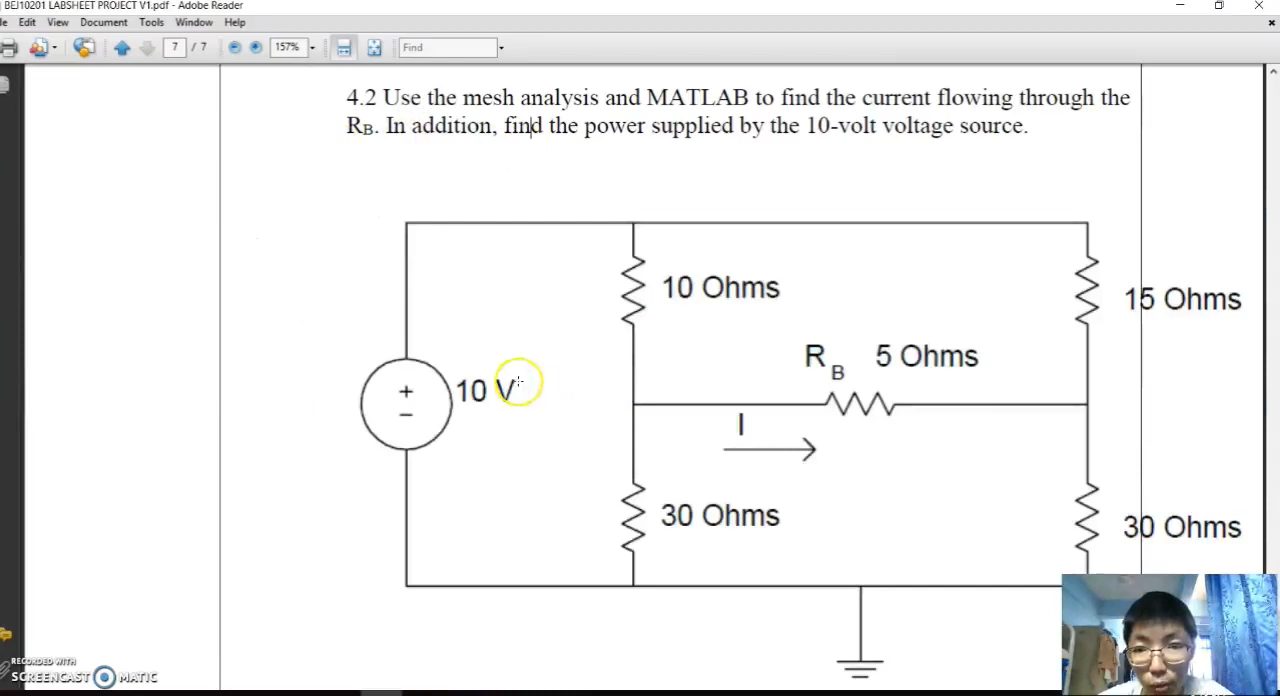 BEJ10201 LABSHEET PROJECT V1.pdf - Adobe Reader
Edit View Document Tools Window Help
7 / 7 157% Find
4.2 Use the mesh analysis and MATLAB to find the current flowing through the
RB. In addition, find the power supplied by the 10-volt voltage source.
10 Ohms
15 Ohms
RB 5 Ohms
+
10 V
−
I
30 Ohms
30 Ohms
RECORDED WITH
SCREENCAST MATIC